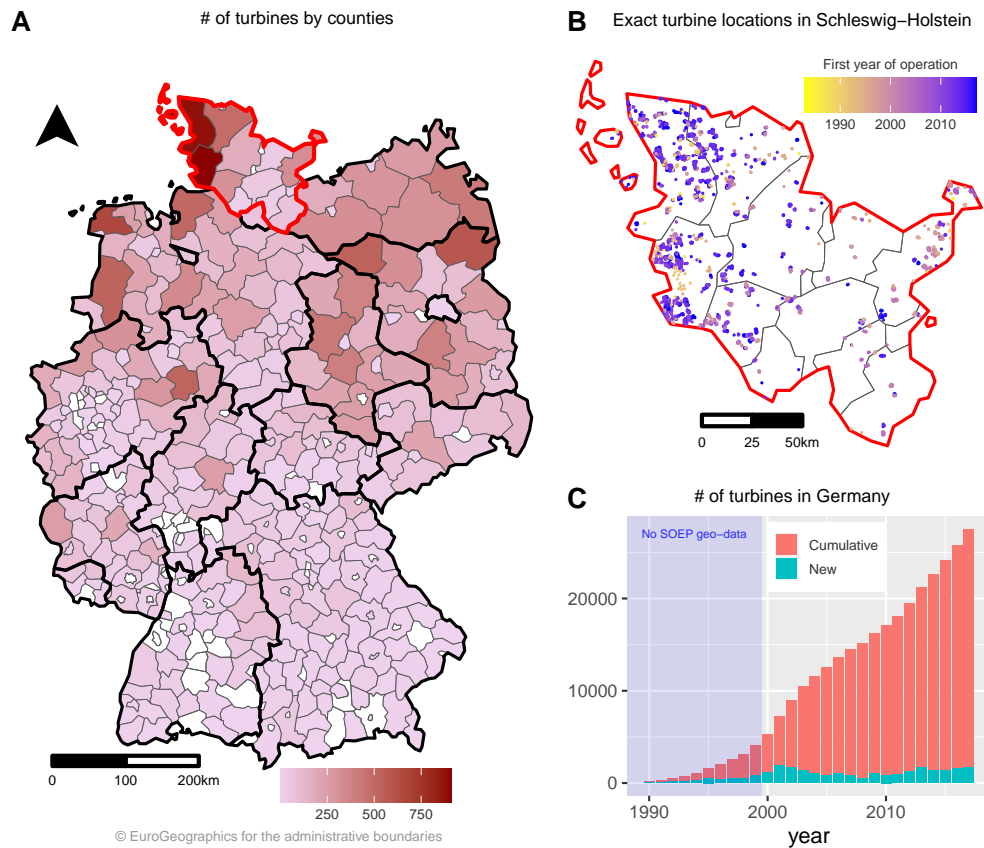 A
# of turbines by counties
0 100 200km
250 500 750
© EuroGeographics for the administrative boundaries
B
Exact turbine locations in Schleswig−Holstein
First year of operation
1990 2000 2010
0 25 50km
C
# of turbines in Germany
No SOEP geo−data
Cumulative
New
20000
10000
0
1990 2000 2010
year